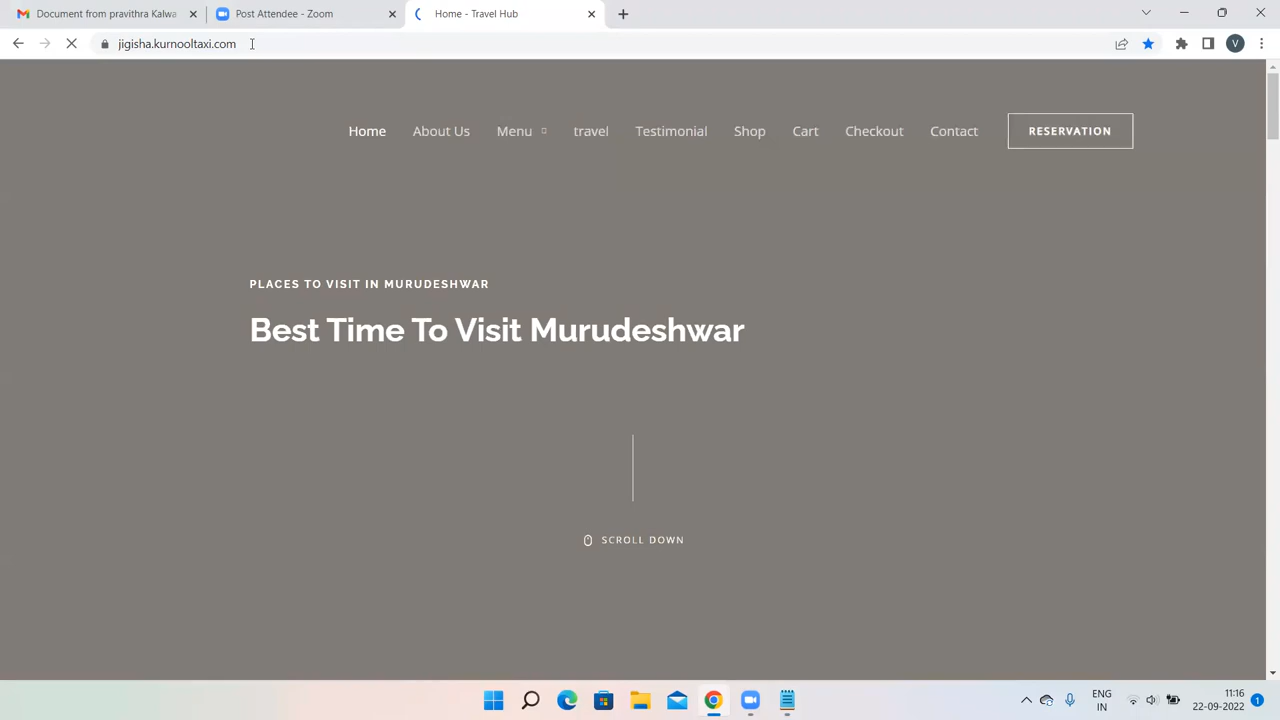 Document from pravithra Kalwa
Post Attendee - Zoom
Home - Travel Hub
jigisha.kurnooltaxi.com
V
Home
About Us
Menu
travel
Testimonial
Shop
Cart
Checkout
Contact
RESERVATION
PLACES TO VISIT IN MURUDESHWAR
Best Time To Visit Murudeshwar
SCROLL DOWN
ENG
IN
11:16
22-09-2022
1